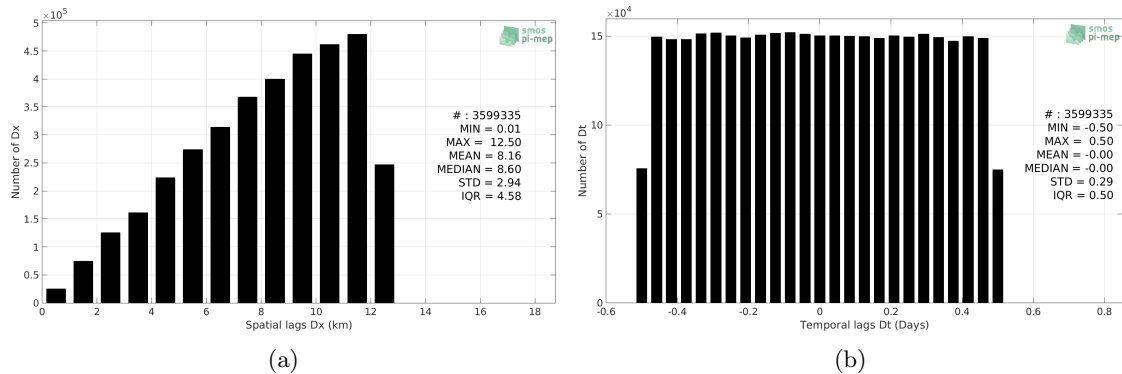 ×10⁵
5
4.5
4
3.5
3
2.5
2
1.5
1
0.5
0
Number of Dx
0 2 4 6 8 10 12 14 16 18
Spatial lags Dx (km)
smos
pi-mep
# : 3599335
MIN = 0.01
MAX = 12.50
MEAN = 8.16
MEDIAN = 8.60
STD = 2.94
IQR = 4.58
(a)
×10⁴
15
10
5
0
Number of Dt
-0.6 -0.4 -0.2 0 0.2 0.4 0.6 0.8
Temporal lags Dt (Days)
smos
pi-mep
# : 3599335
MIN = -0.50
MAX = 0.50
MEAN = -0.00
MEDIAN = -0.00
STD = 0.29
IQR = 0.50
(b)